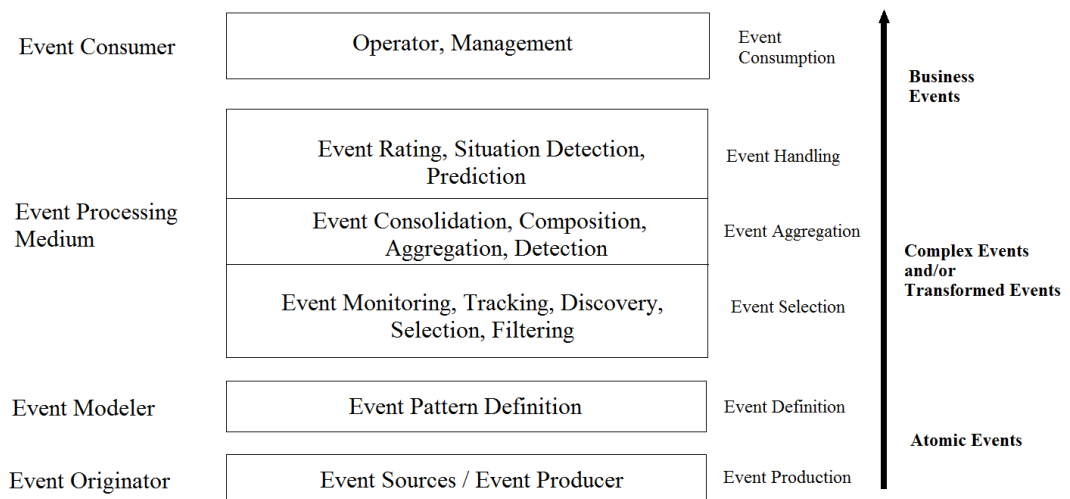 Event Consumer
Operator, Management
Event
Consumption
Business
Events
Event Processing
Medium
Event Rating, Situation Detection,
Prediction
Event Handling
Event Consolidation, Composition,
Aggregation, Detection
Event Aggregation
Complex Events
and/or
Transformed Events
Event Monitoring, Tracking, Discovery,
Selection, Filtering
Event Selection
Event Modeler
Event Pattern Definition
Event Definition
Atomic Events
Event Originator
Event Sources / Event Producer
Event Production